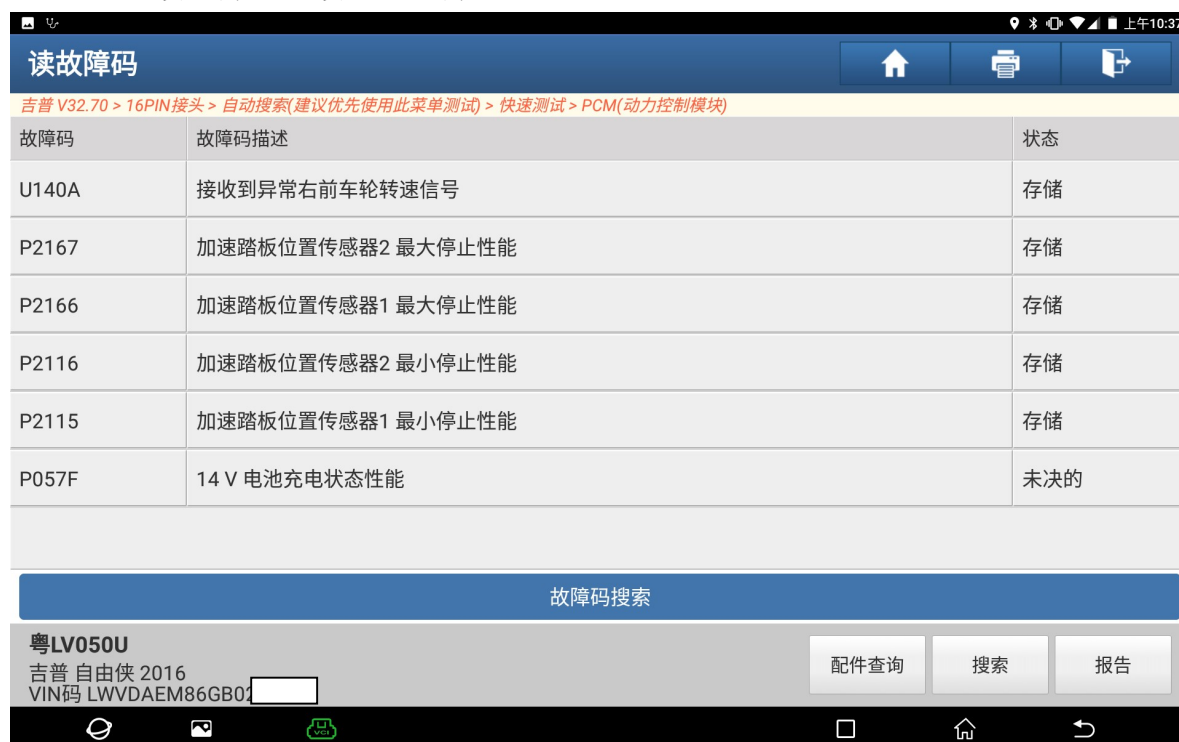 上午10:37
读故障码
吉普 V32.70 > 16PIN接头 > 自动搜索(建议优先使用此菜单测试) > 快速测试 > PCM(动力控制模块)
故障码 故障码描述 状态
U140A 接收到异常右前车轮转速信号 存储
P2167 加速踏板位置传感器2 最大停止性能 存储
P2166 加速踏板位置传感器1 最大停止性能 存储
P2116 加速踏板位置传感器2 最小停止性能 存储
P2115 加速踏板位置传感器1 最小停止性能 存储
P057F 14 V 电池充电状态性能 未决的
故障码搜索
粤LV050U
吉普 自由侠 2016
VIN码 LWVDAEM86GB02
配件查询 搜索 报告
VCI